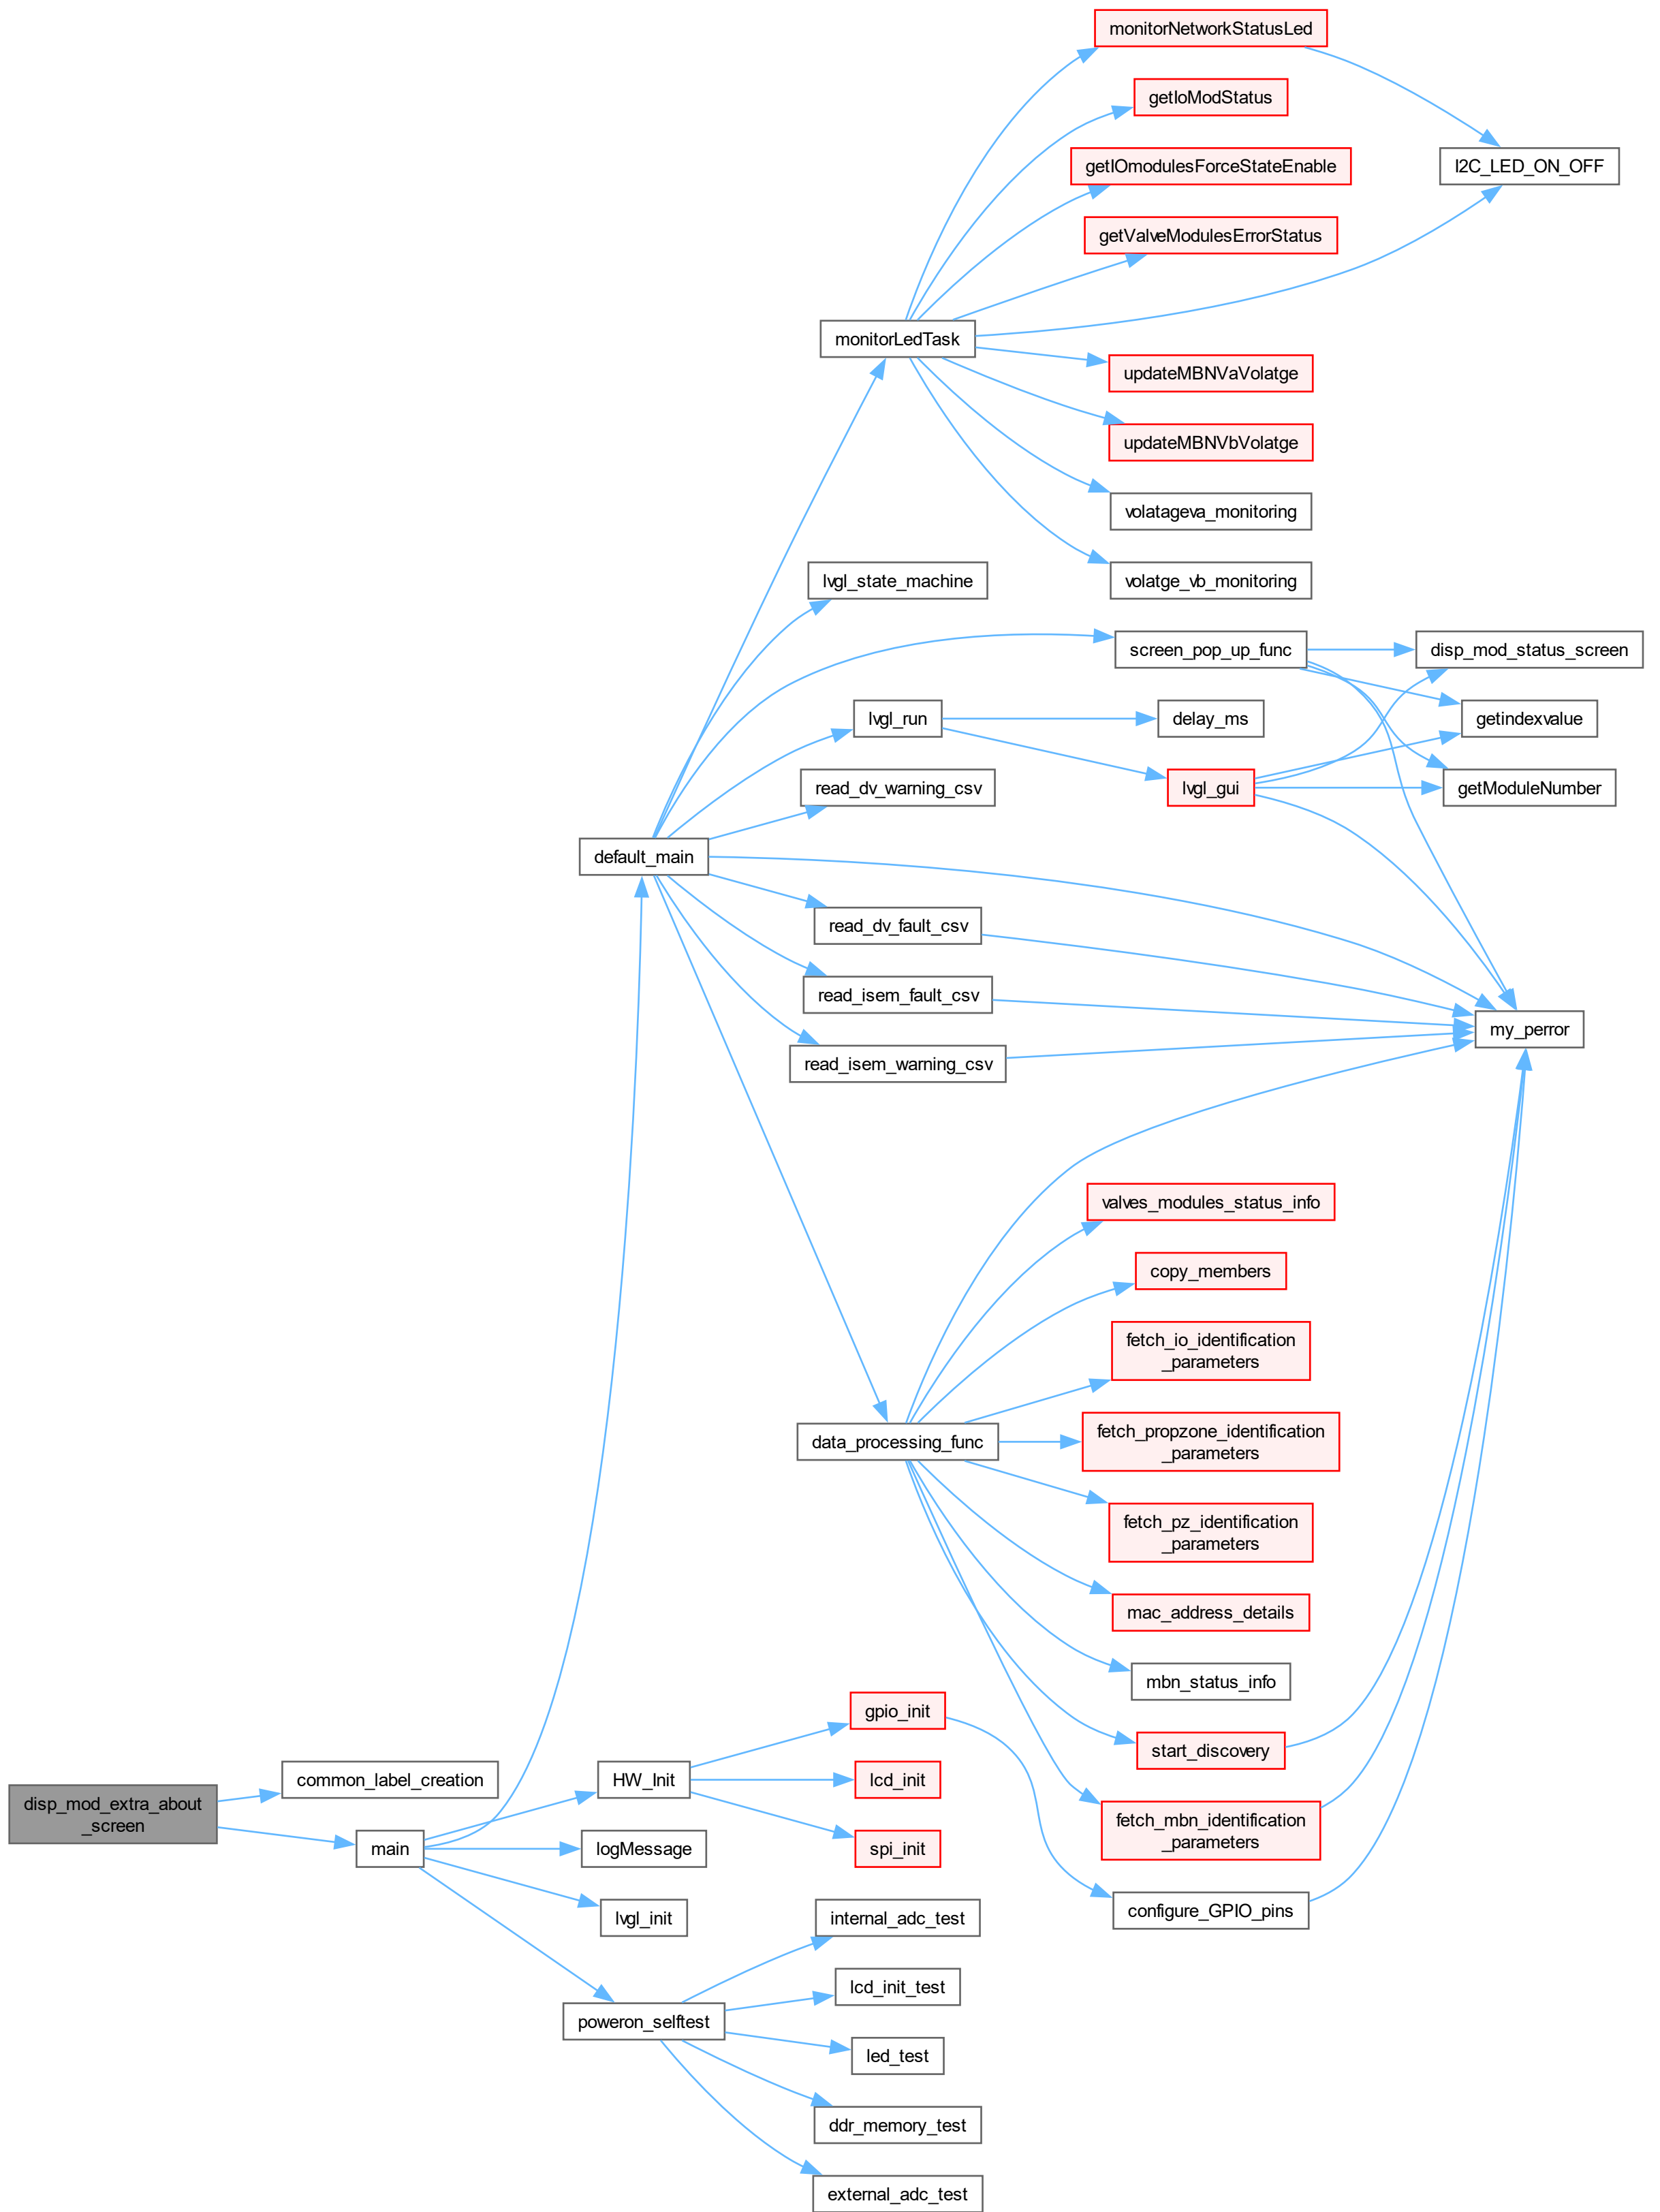 monitorNetworkStatusLed
getIoModStatus
getIOmodulesForceStateEnable
I2C_LED_ON_OFF
getValveModulesErrorStatus
monitorLedTask
updateMBNVaVolatge
updateMBNVbVolatge
volatageva_monitoring
volatge_vb_monitoring
lvgl_state_machine
screen_pop_up_func
disp_mod_status_screen
lvgl_run
delay_ms
getindexvalue
read_dv_warning_csv
lvgl_gui
getModuleNumber
default_main
read_dv_fault_csv
read_isem_fault_csv
my_perror
read_isem_warning_csv
valves_modules_status_info
copy_members
fetch_io_identification
_parameters
data_processing_func
fetch_propzone_identification
_parameters
fetch_pz_identification
_parameters
mac_address_details
mbn_status_info
gpio_init
start_discovery
common_label_creation
HW_Init
lcd_init
disp_mod_extra_about
_screen
main
logMessage
spi_init
fetch_mbn_identification
_parameters
lvgl_init
internal_adc_test
configure_GPIO_pins
lcd_init_test
poweron_selftest
led_test
ddr_memory_test
external_adc_test